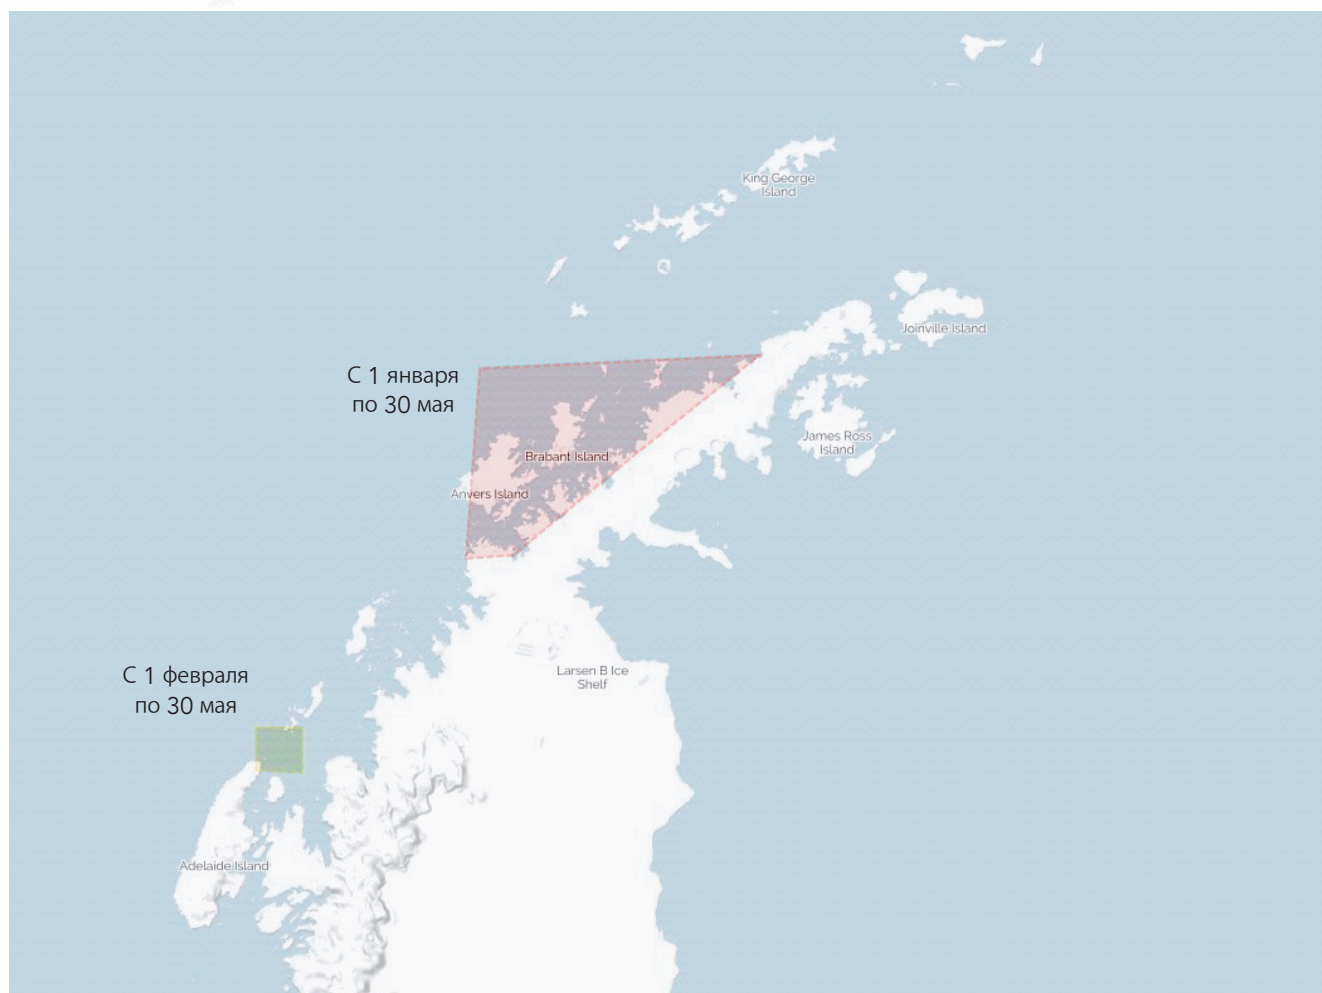 King George
Island
Joinville Island
С 1 января
по 30 мая
James Ross
Island
Brabant Island
Anvers Island
Larsen B Ice
Shelf
С 1 февраля
по 30 мая
Adelaide Island